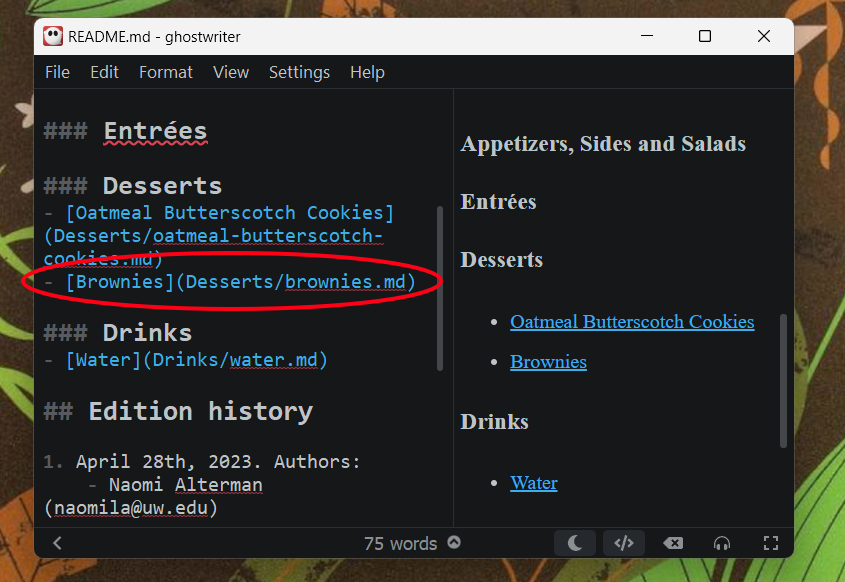 README.md - ghostwriter
File Edit Format View Settings Help
### Entrées
### Desserts
- [Oatmeal Butterscotch Cookies]
(Desserts/oatmeal-butterscotch-
cookies.md)
- [Brownies](Desserts/brownies.md)
### Drinks
- [Water](Drinks/water.md)
## Edition history
1. April 28th, 2023. Authors:
- Naomi Alterman
(naomila@uw.edu)
Appetizers, Sides and Salads
Entrées
Desserts
• Oatmeal Butterscotch Cookies
• Brownies
Drinks
• Water
75 words